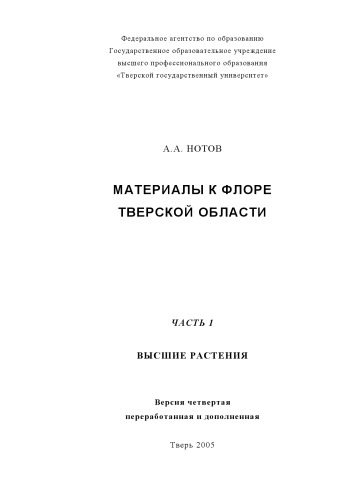 Федеральное агентство по образованию
Государственное образовательное учреждение
высшего профессионального образования
«Тверской государственный университет»
А.А. НОТОВ
МАТЕРИАЛЫ К ФЛОРЕ
ТВЕРСКОЙ ОБЛАСТИ
ЧАСТЬ 1
ВЫСШИЕ РАСТЕНИЯ
Версия четвертая
переработанная и дополненная
Тверь 2005